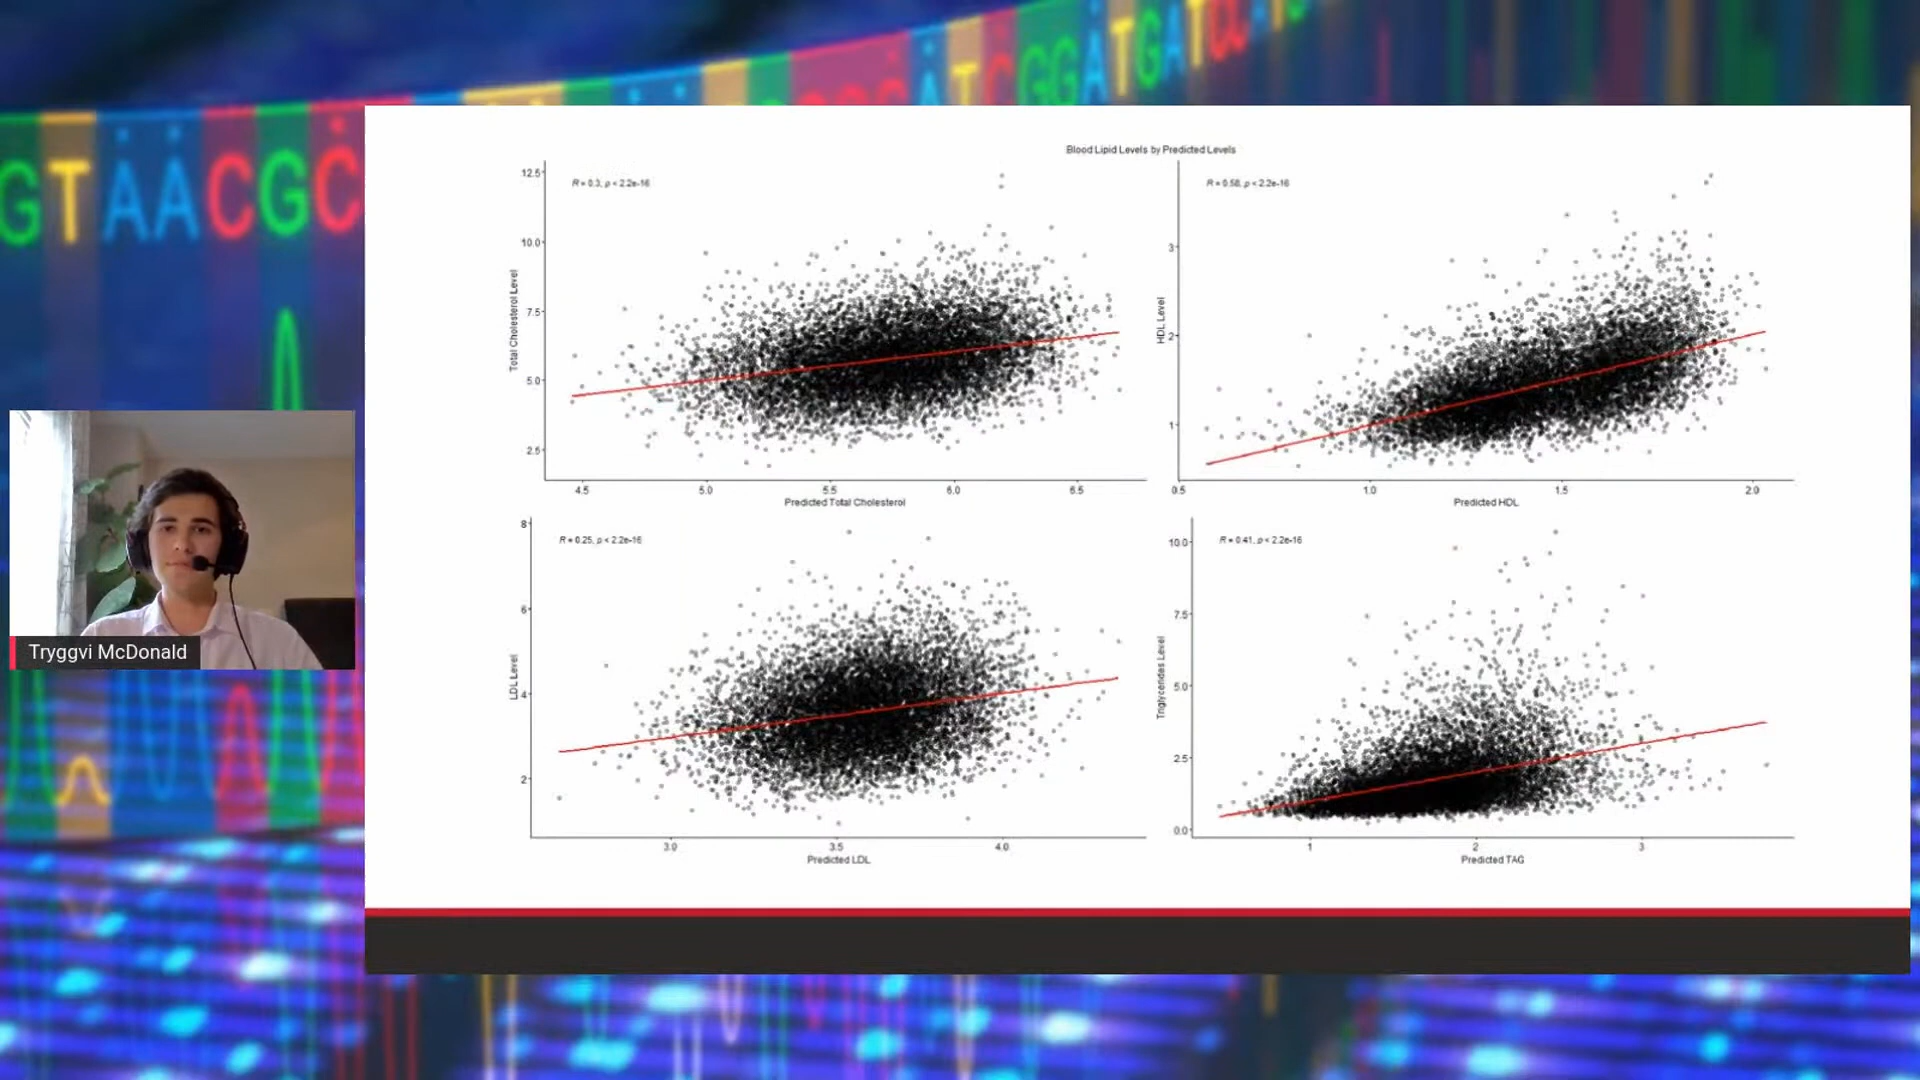 GTAACGC
ATCGGATGATC
Blood Lipid Levels by Predicted Levels
12.5
10.0
7.5
5.0
2.5
Total Cholesterol Level
R = 0.3, p < 2.2e-16
4.5 5.0 5.5 6.0 6.5
Predicted Total Cholesterol
3
2
1
HDL Level
R = 0.58, p < 2.2e-16
0.5 1.0 1.5 2.0
Predicted HDL
8
6
4
2
LDL Level
R = 0.25, p < 2.2e-16
3.0 3.5 4.0
Predicted LDL
10.0
7.5
5.0
2.5
0.0
Triglycerides Level
R = 0.41, p < 2.2e-16
1 2 3
Predicted TAG
Tryggvi McDonald